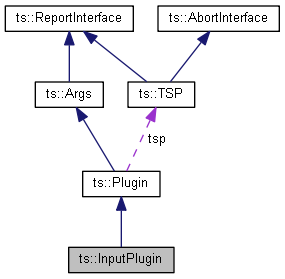 ts::ReportInterface
ts::AbortInterface
ts::Args
ts::TSP
tsp
ts::Plugin
ts::InputPlugin